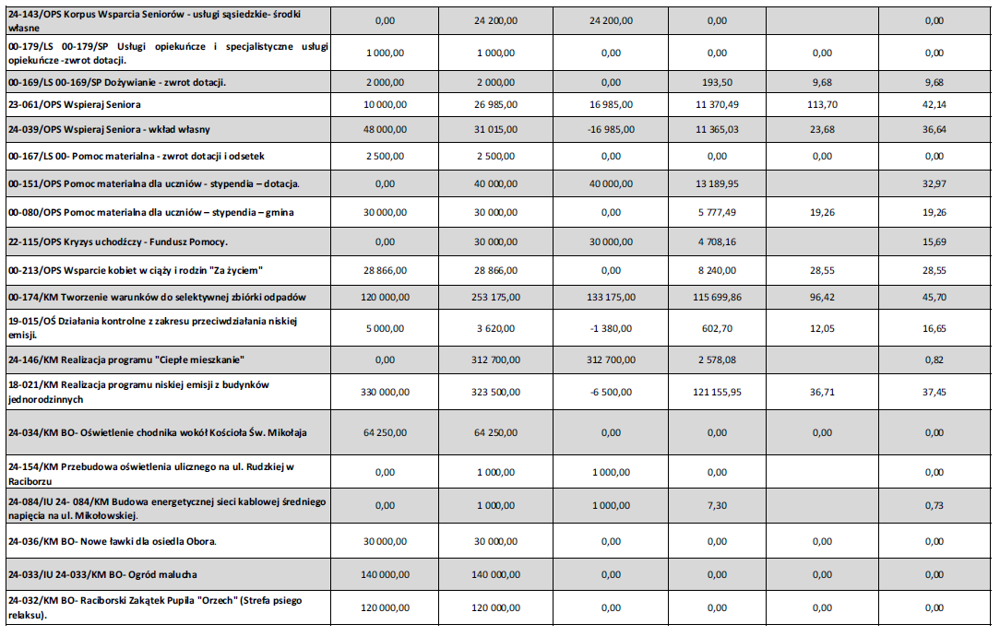 24-143/OPS Korpus Wsparcia Seniorów - usługi sąsiedzkie- środki własne 0,00 24 200,00 24 200,00 0,00 0,00
00-179/LS 00-179/SP Usługi opiekuńcze i specjalistyczne usługi opiekuńcze -zwrot dotacji. 1 000,00 1 000,00 0,00 0,00 0,00 0,00
00-169/LS 00-169/SP Dożywianie - zwrot dotacji. 2 000,00 2 000,00 0,00 193,50 9,68 9,68
23-061/OPS Wspieraj Seniora 10 000,00 26 985,00 16 985,00 11 370,49 113,70 42,14
24-039/OPS Wspieraj Seniora - wkład własny 48 000,00 31 015,00 -16 985,00 11 365,03 23,68 36,64
00-167/LS 00- Pomoc materialna - zwrot dotacji i odsetek 2 500,00 2 500,00 0,00 0,00 0,00 0,00
00-151/OPS Pomoc materialna dla uczniów - stypendia – dotacja. 0,00 40 000,00 40 000,00 13 189,95 32,97
00-080/OPS Pomoc materialna dla uczniów – stypendia – gmina 30 000,00 30 000,00 0,00 5 777,49 19,26 19,26
22-115/OPS Kryzys uchodźczy - Fundusz Pomocy. 0,00 30 000,00 30 000,00 4 708,16 15,69
00-213/OPS Wsparcie kobiet w ciąży i rodzin "Za życiem" 28 866,00 28 866,00 0,00 8 240,00 28,55 28,55
00-174/KM Tworzenie warunków do selektywnej zbiórki odpadów 120 000,00 253 175,00 133 175,00 115 699,86 96,42 45,70
19-015/OŚ Działania kontrolne z zakresu przeciwdziałania niskiej emisji. 5 000,00 3 620,00 -1 380,00 602,70 12,05 16,65
24-146/KM Realizacja programu "Ciepłe mieszkanie" 0,00 312 700,00 312 700,00 2 578,08 0,82
18-021/KM Realizacja programu niskiej emisji z budynków jednorodzinnych 330 000,00 323 500,00 -6 500,00 121 155,95 36,71 37,45
24-034/KM BO- Oświetlenie chodnika wokół Kościoła Św. Mikołaja 64 250,00 64 250,00 0,00 0,00 0,00 0,00
24-154/KM Przebudowa oświetlenia ulicznego na ul. Rudzkiej w Raciborzu 0,00 1 000,00 1 000,00 0,00 0,00
24-084/IU 24- 084/KM Budowa energetycznej sieci kablowej średniego napięcia na ul. Mikołowskiej. 0,00 1 000,00 1 000,00 7,30 0,73
24-036/KM BO- Nowe ławki dla osiedla Obora. 30 000,00 30 000,00 0,00 0,00 0,00 0,00
24-033/IU 24-033/KM BO- Ogród malucha 140 000,00 140 000,00 0,00 0,00 0,00 0,00
24-032/KM BO- Raciborski Zakątek Pupila "Orzech" (Strefa psiego relaksu). 120 000,00 120 000,00 0,00 0,00 0,00 0,00